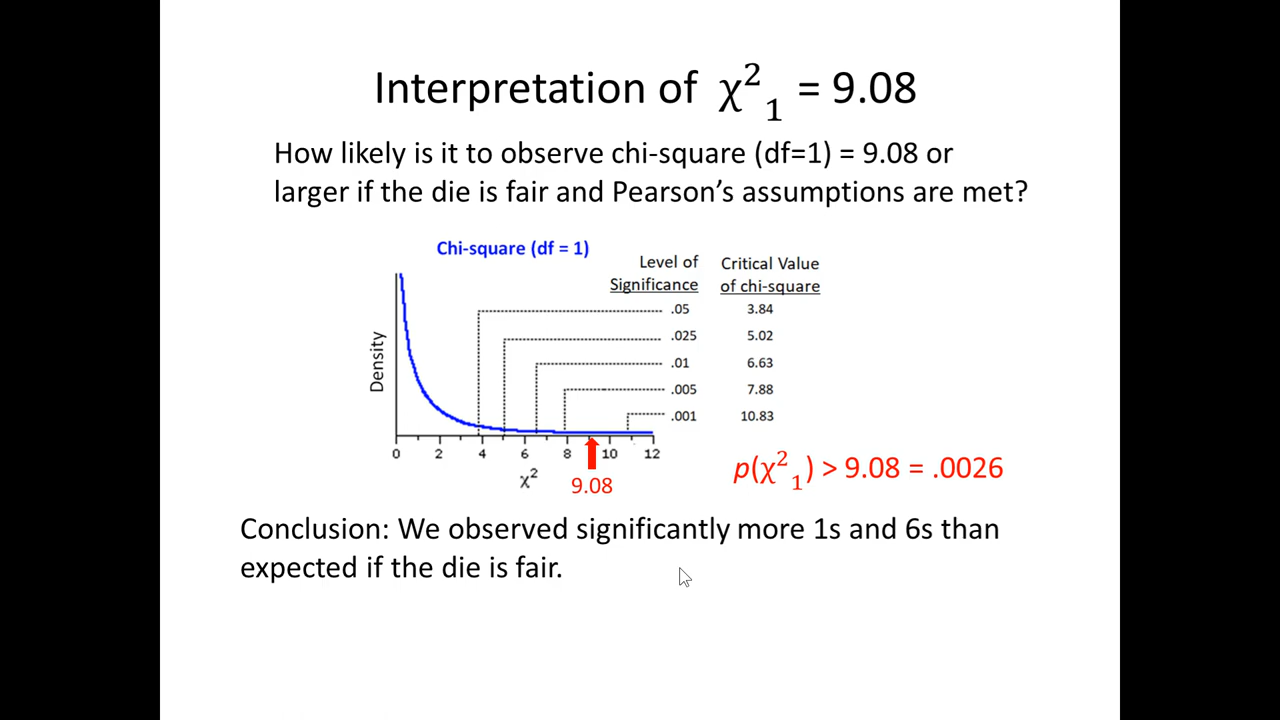 Interpretation of χ²₁ = 9.08
How likely is it to observe chi-square (df=1) = 9.08 or
larger if the die is fair and Pearson’s assumptions are met?
Chi-square (df = 1)
Level of Significance
Critical Value of chi-square
.05 3.84
.025 5.02
.01 6.63
.005 7.88
.001 10.83
Density
0 2 4 6 8 10 12
χ²
9.08
p(χ²₁) > 9.08 = .0026
Conclusion: We observed significantly more 1s and 6s than
expected if the die is fair.